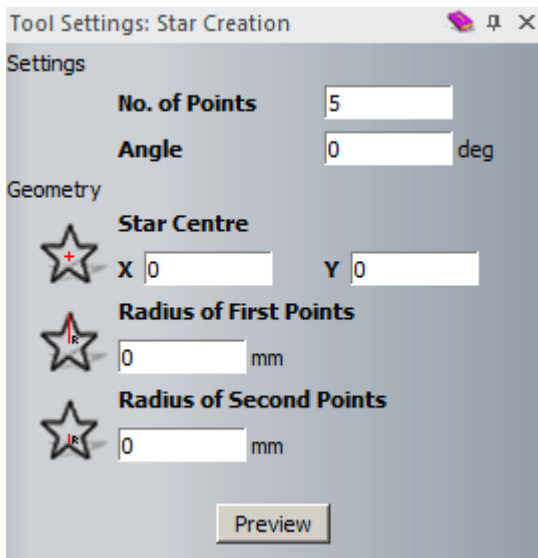 Tool Settings: Star Creation
Settings
No. of Points 5
Angle 0 deg
Geometry
Star Centre
X 0 Y 0
Radius of First Points
R
0 mm
Radius of Second Points
R
0 mm
Preview